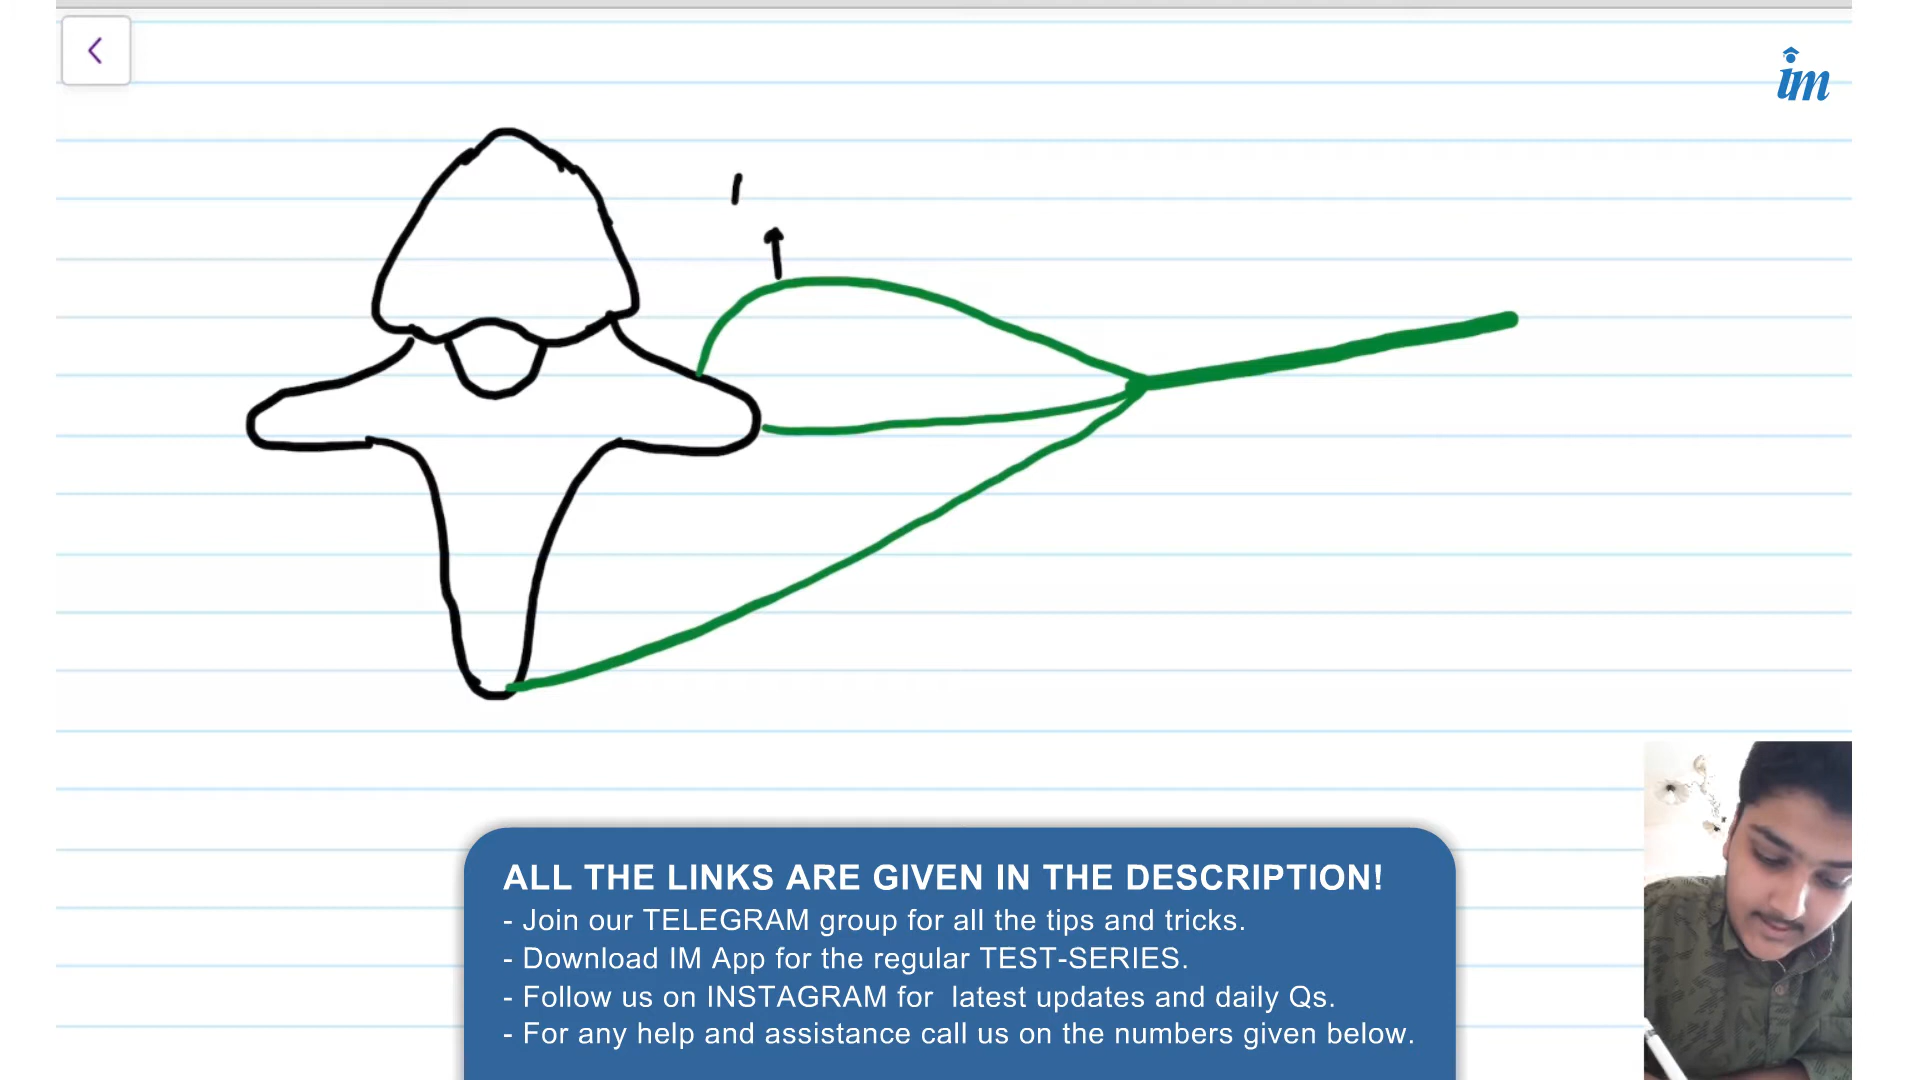 im
ALL THE LINKS ARE GIVEN IN THE DESCRIPTION!
- Join our TELEGRAM group for all the tips and tricks.
- Download IM App for the regular TEST-SERIES.
- Follow us on INSTAGRAM for  latest updates and daily Qs.
- For any help and assistance call us on the numbers given below.